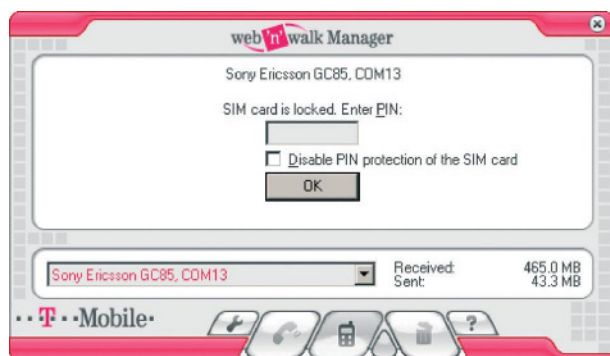 web'n'walk Manager
Sony Ericsson GC85, COM13
SIM card is locked. Enter PIN:
Disable PIN protection of the SIM card
OK
Sony Ericsson GC85, COM13
Received: 465.0 MB
Sent: 43.3 MB
··T··Mobile·
?